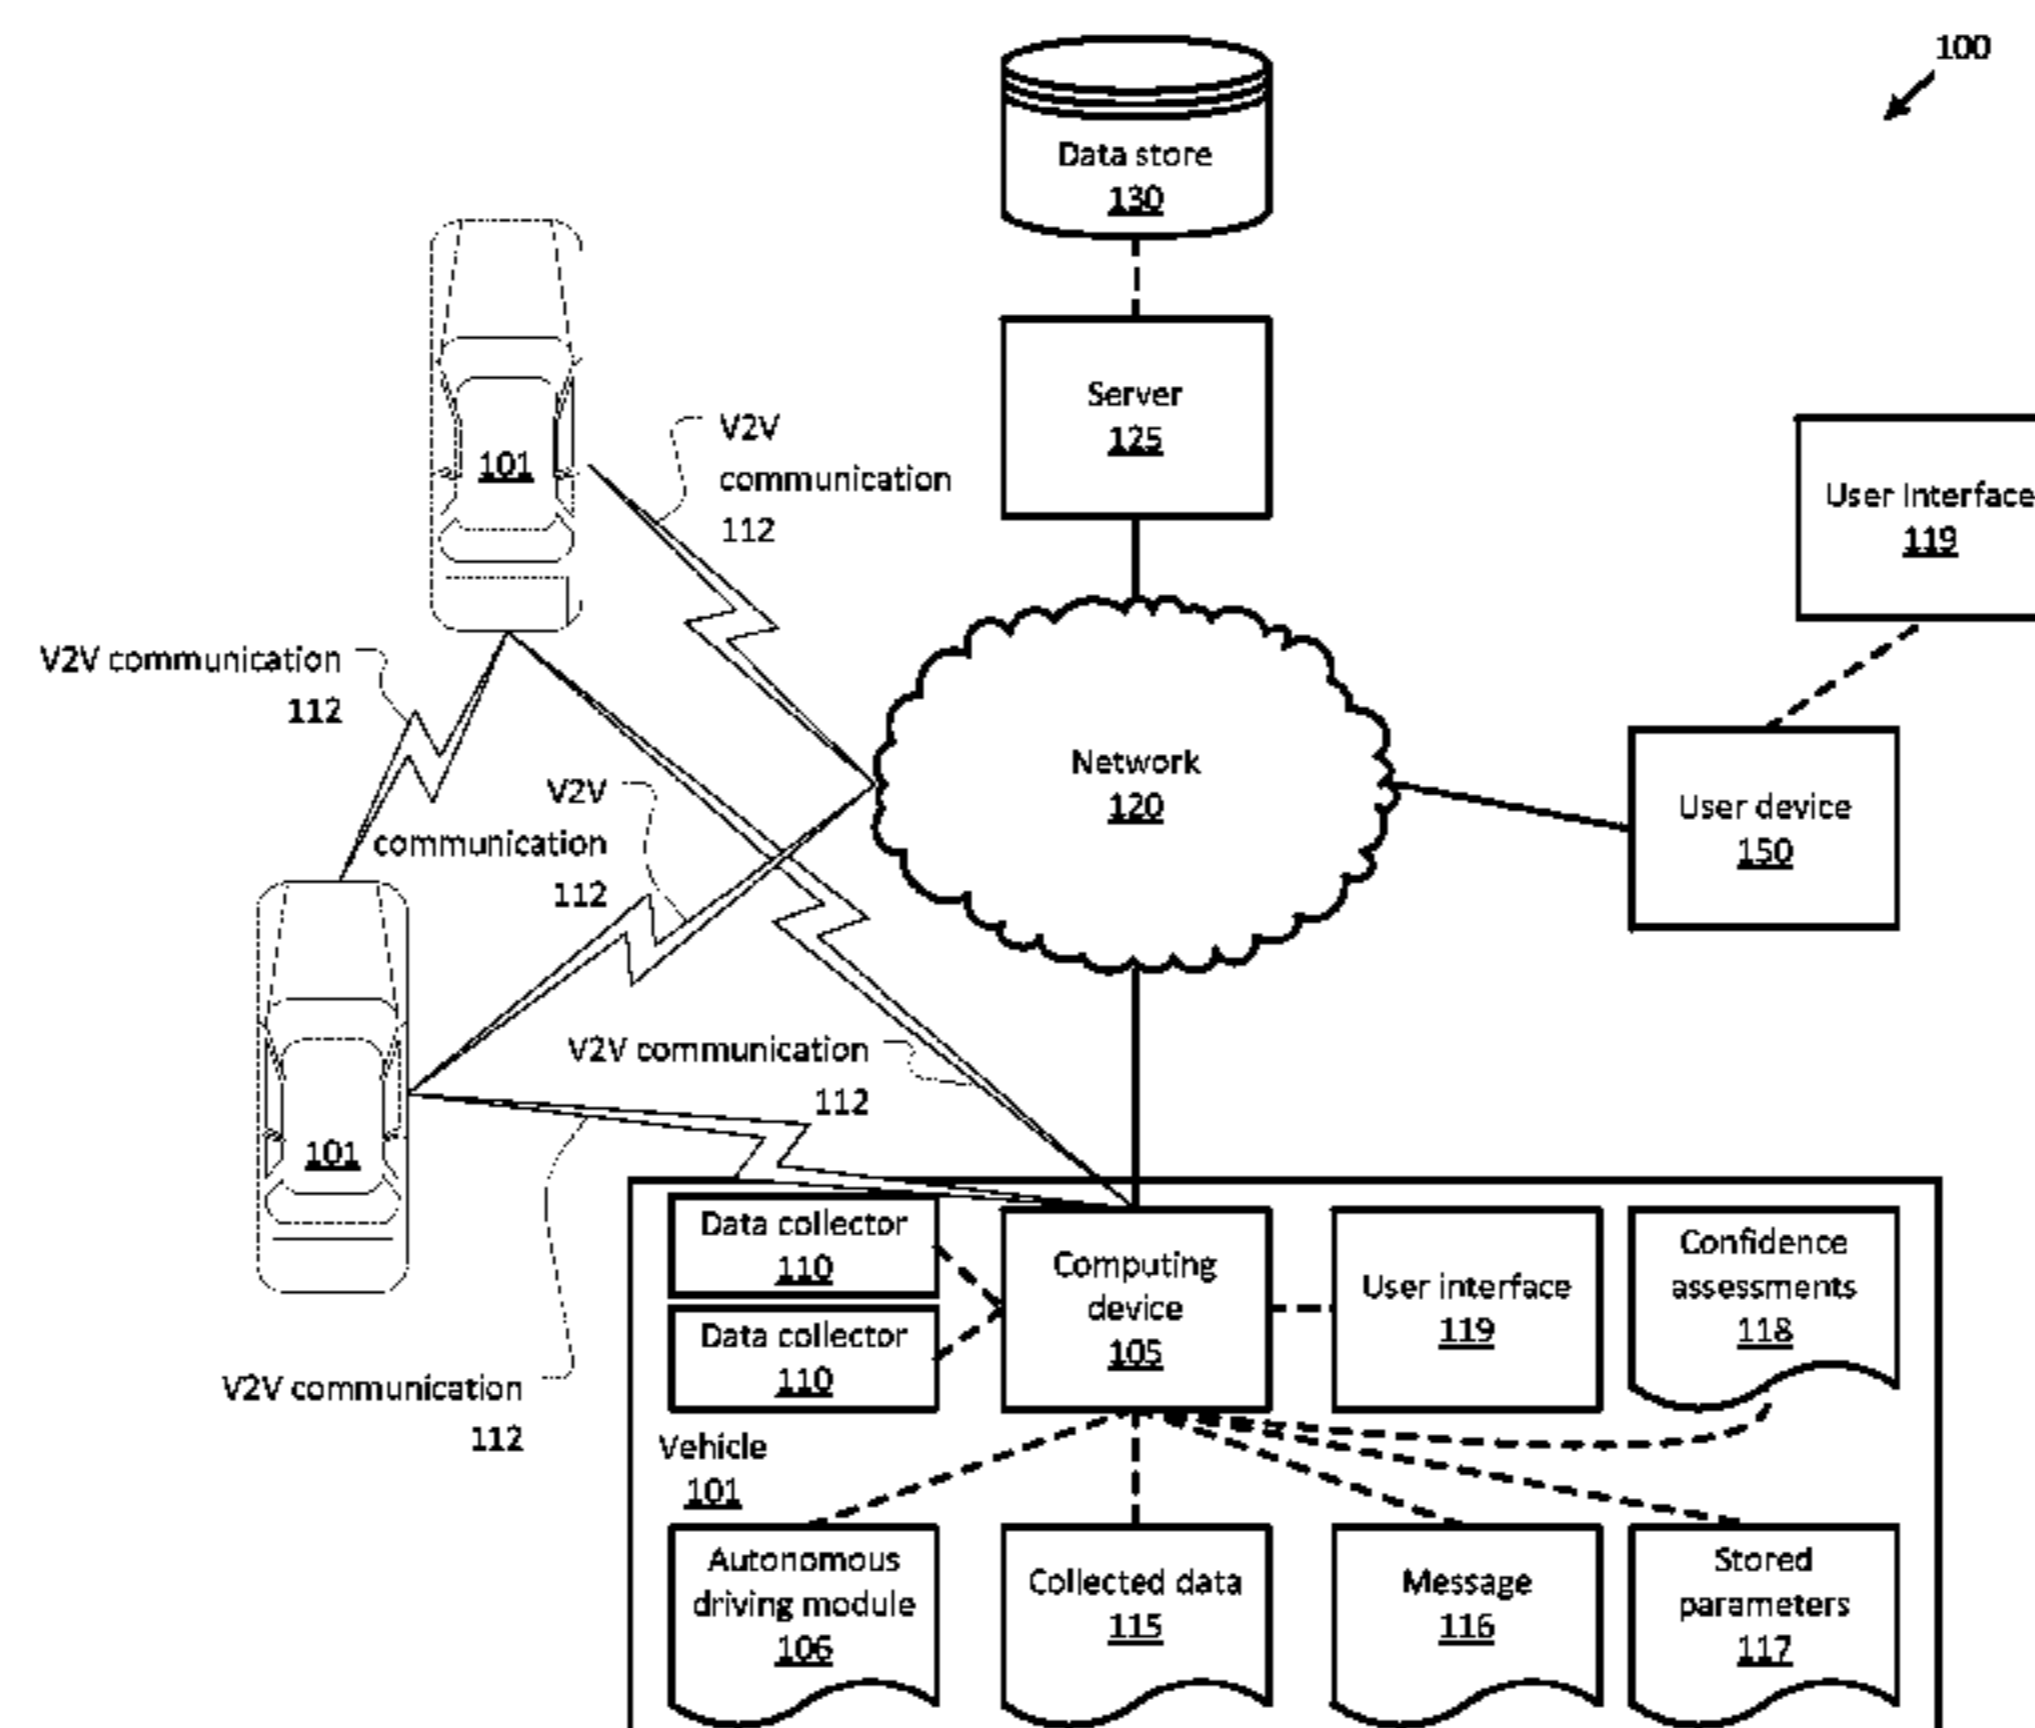 100
Data store
130
Server
125
101
V2V
communication
112
User Interface
119
V2V communication
112
V2V
communication
112
Network
120
User device
150
V2V communication
112
101
V2V communication
112
Data collector
110
Data collector
110
Computing
device
105
User interface
119
Confidence
assessments
118
Vehicle
101
Autonomous
driving module
106
Collected data
115
Message
116
Stored
parameters
117